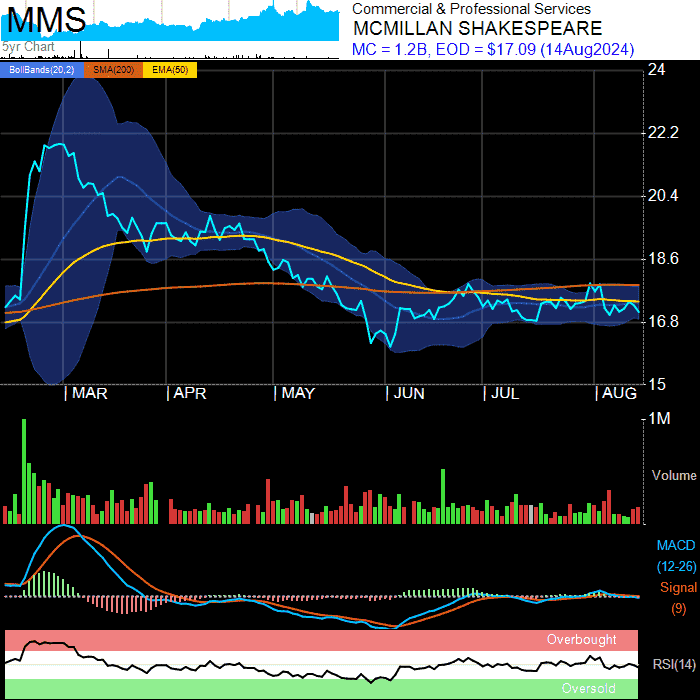 MMS
5yr Chart
Commercial & Professional Services
MCMILLAN SHAKESPEARE
MC = 1.2B, EOD = $17.09 (14Aug2024)
BollBands(20,2) SMA(200) EMA(50)
24
22.2
20.4
18.6
16.8
15
| MAR | APR | MAY | JUN | JUL | AUG
1M
Volume
MACD
(12-26)
Signal
(9)
Overbought
RSI(14)
Oversold